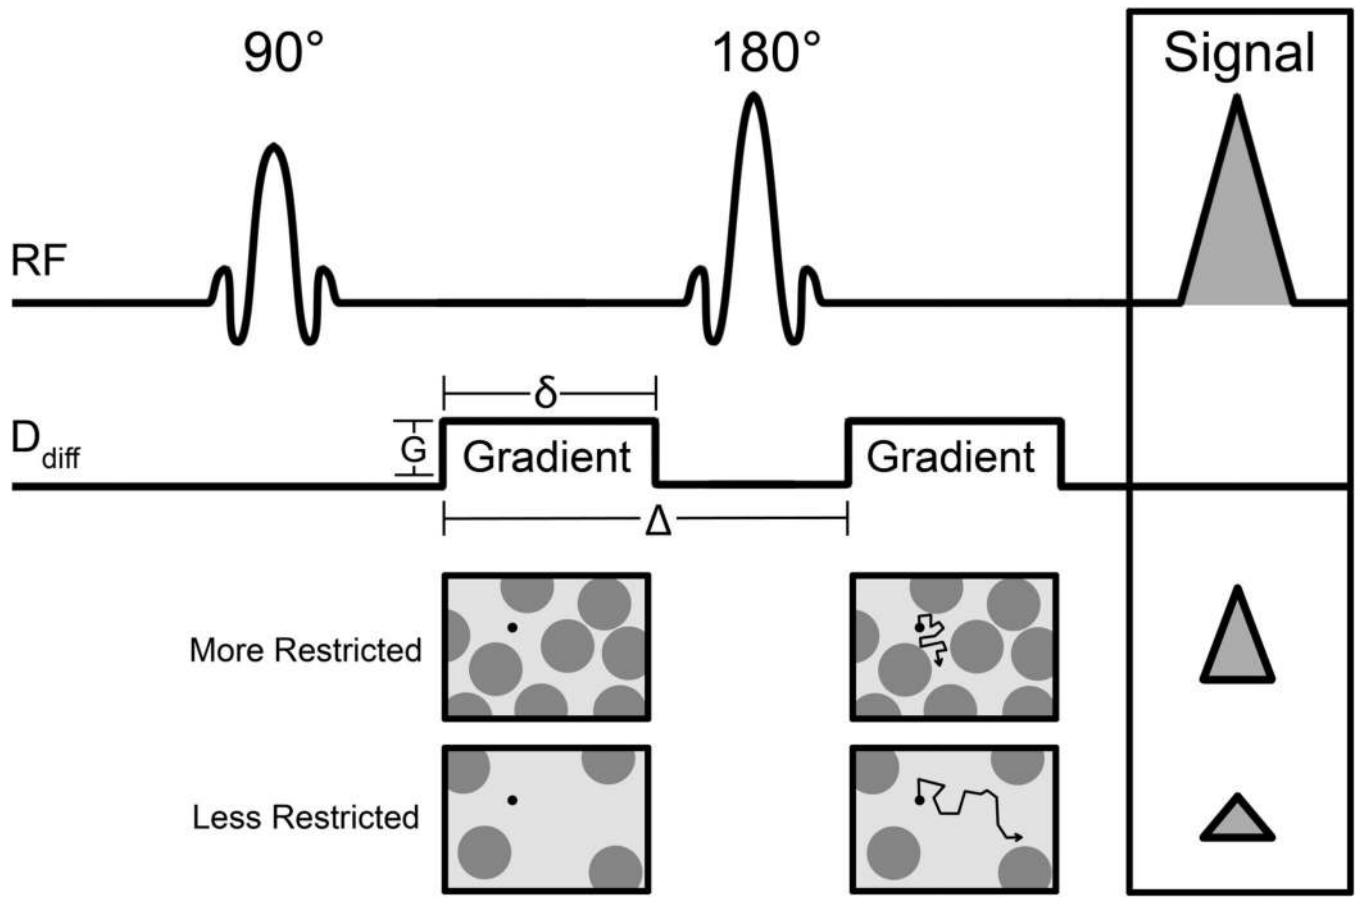 90° 180° Signal
RF
δ
D_diff G Gradient Gradient
Δ
More Restricted
Less Restricted